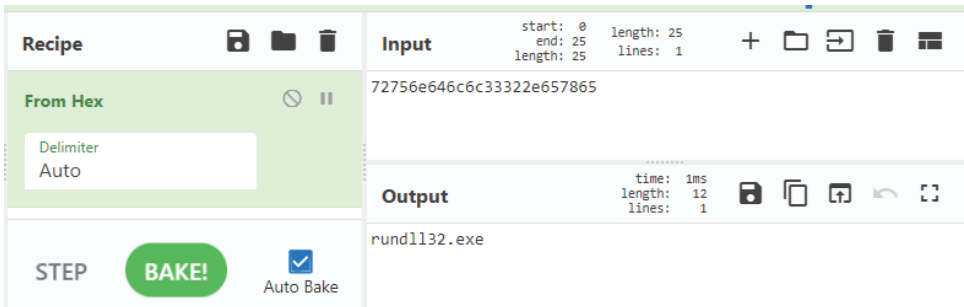 Recipe
From Hex
Delimiter
Auto
STEP
BAKE!
Auto Bake
Input
start: 0
end: 25
length: 25
length: 25
lines: 1
72756e646c6c33322e657865
Output
time: 1ms
length: 12
lines: 1
rundll32.exe